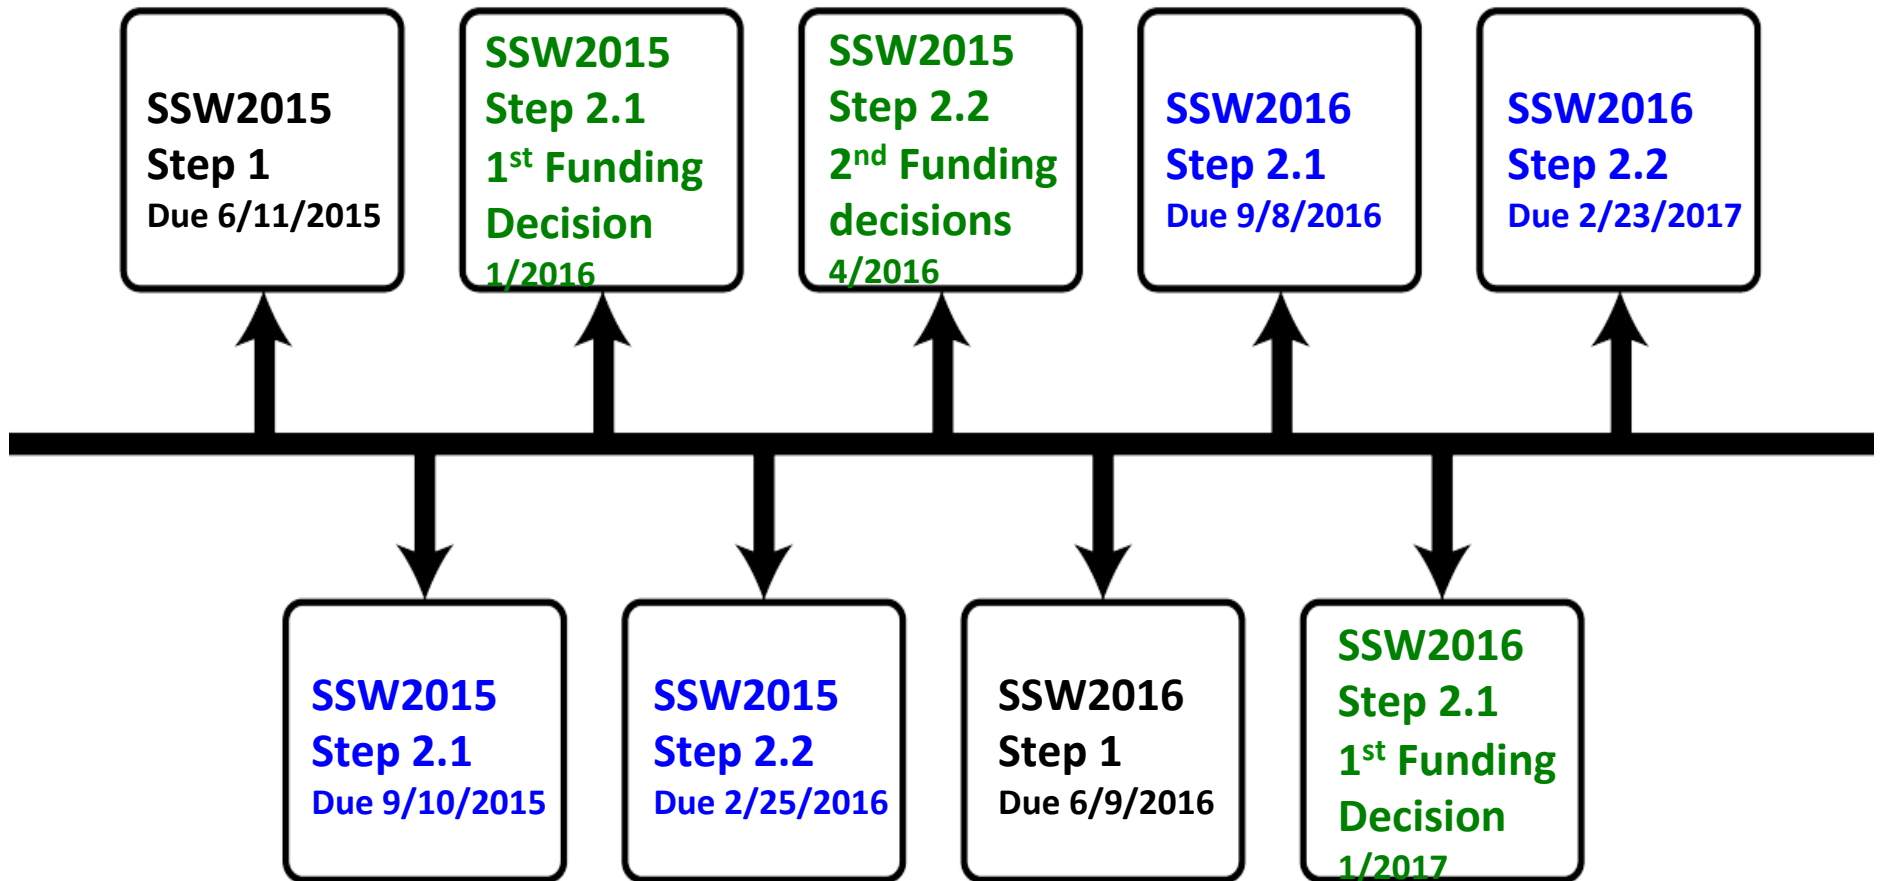 SSW2015
Step 1
Due 6/11/2015
SSW2015
Step 2.1
1st Funding
Decision
1/2016
SSW2015
Step 2.2
2nd Funding
decisions
4/2016
SSW2016
Step 2.1
Due 9/8/2016
SSW2016
Step 2.2
Due 2/23/2017
SSW2015
Step 2.1
Due 9/10/2015
SSW2015
Step 2.2
Due 2/25/2016
SSW2016
Step 1
Due 6/9/2016
SSW2016
Step 2.1
1st Funding
Decision
1/2017